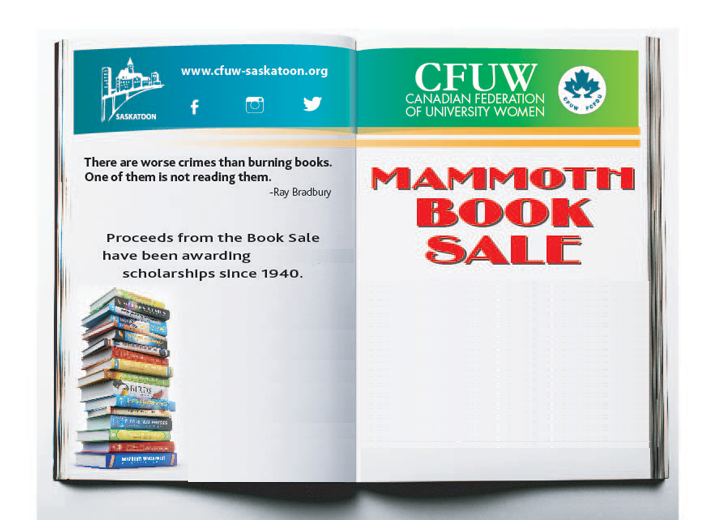 www.cfuw-saskatoon.org
SASKATOON
There are worse crimes than burning books.
One of them is not reading them.
-Ray Bradbury
Proceeds from the Book Sale
have been awarding
scholarships since 1940.
CFUW
CANADIAN FEDERATION
OF UNIVERSITY WOMEN
CFUW FCFDU
MAMMOTH
BOOK
SALE